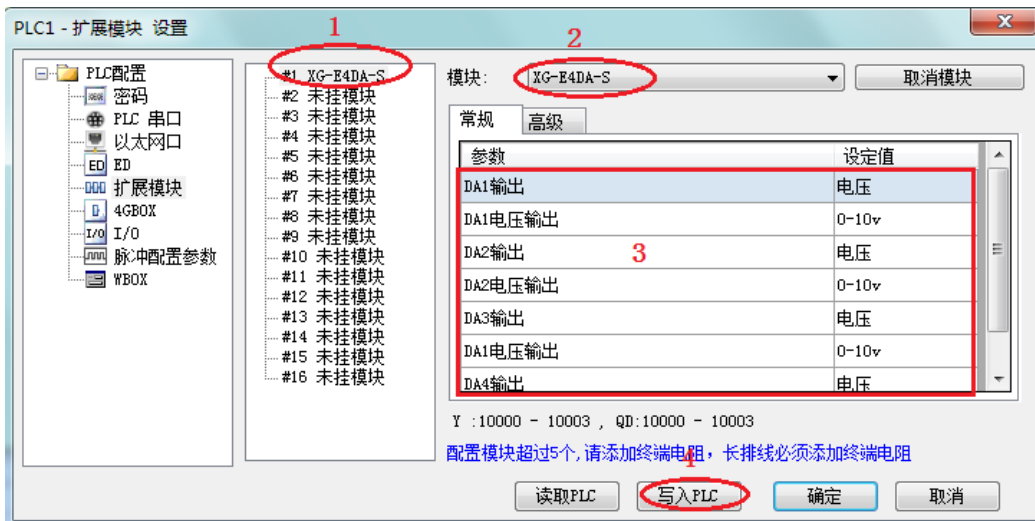 PLC1 - 扩展模块 设置
1
2
PLC配置
密码
PLC 串口
以太网口
ED ED
扩展模块
4GBOX
I/O I/O
脉冲配置参数
WBOX
#1 XG-E4DA-S
#2 未挂模块
#3 未挂模块
#4 未挂模块
#5 未挂模块
#6 未挂模块
#7 未挂模块
#8 未挂模块
#9 未挂模块
#10 未挂模块
#11 未挂模块
#12 未挂模块
#13 未挂模块
#14 未挂模块
#15 未挂模块
#16 未挂模块
模块: XG-E4DA-S 取消模块
常规 高级
参数 设定值
DA1输出 电压
DA1电压输出 0-10v
DA2输出 3 电压
DA2电压输出 0-10v
DA3输出 电压
DA1电压输出 0-10v
DA4输出 电压
Y :10000 - 10003 , QD:10000 - 10003
配置模块超过5个,请添加终端电阻，长排线必须添加终端电阻
4
读取PLC 写入PLC 确定 取消